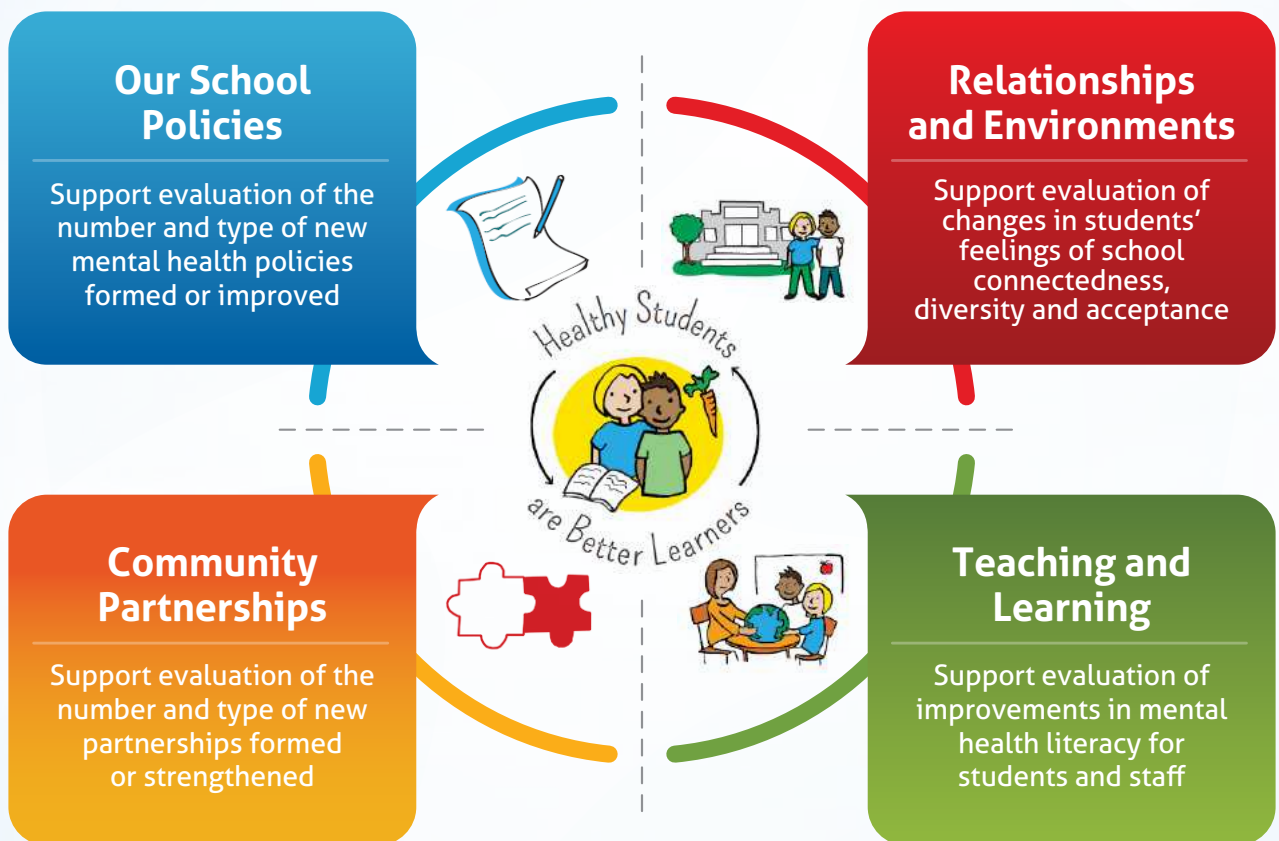 Our School
Policies
Support evaluation of the
number and type of new
mental health policies
formed or improved
Relationships
and Environments
Support evaluation of
changes in students’
feelings of school
connectedness,
diversity and acceptance
Healthy Students
are Better Learners
Community
Partnerships
Support evaluation of the
number and type of new
partnerships formed
or strengthened
Teaching and
Learning
Support evaluation of
improvements in mental
health literacy for
students and staff